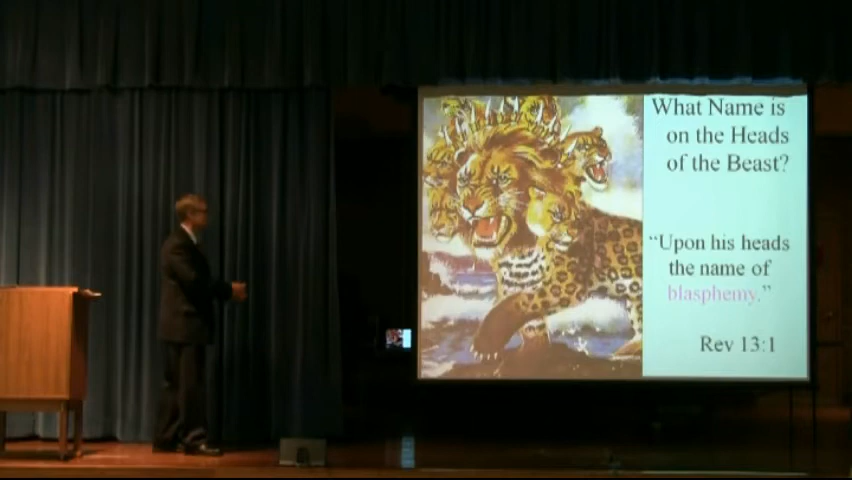 What Name is
on the Heads
of the Beast?
“Upon his heads
the name of
blasphemy.”
Rev 13:1